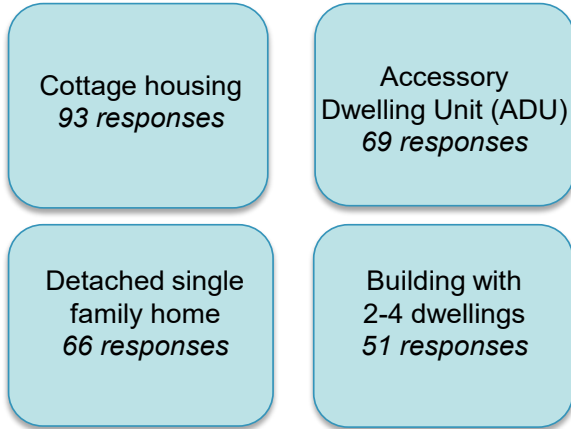 Cottage housing
93 responses
Accessory
Dwelling Unit (ADU)
69 responses
Detached single
family home
66 responses
Building with
2-4 dwellings
51 responses